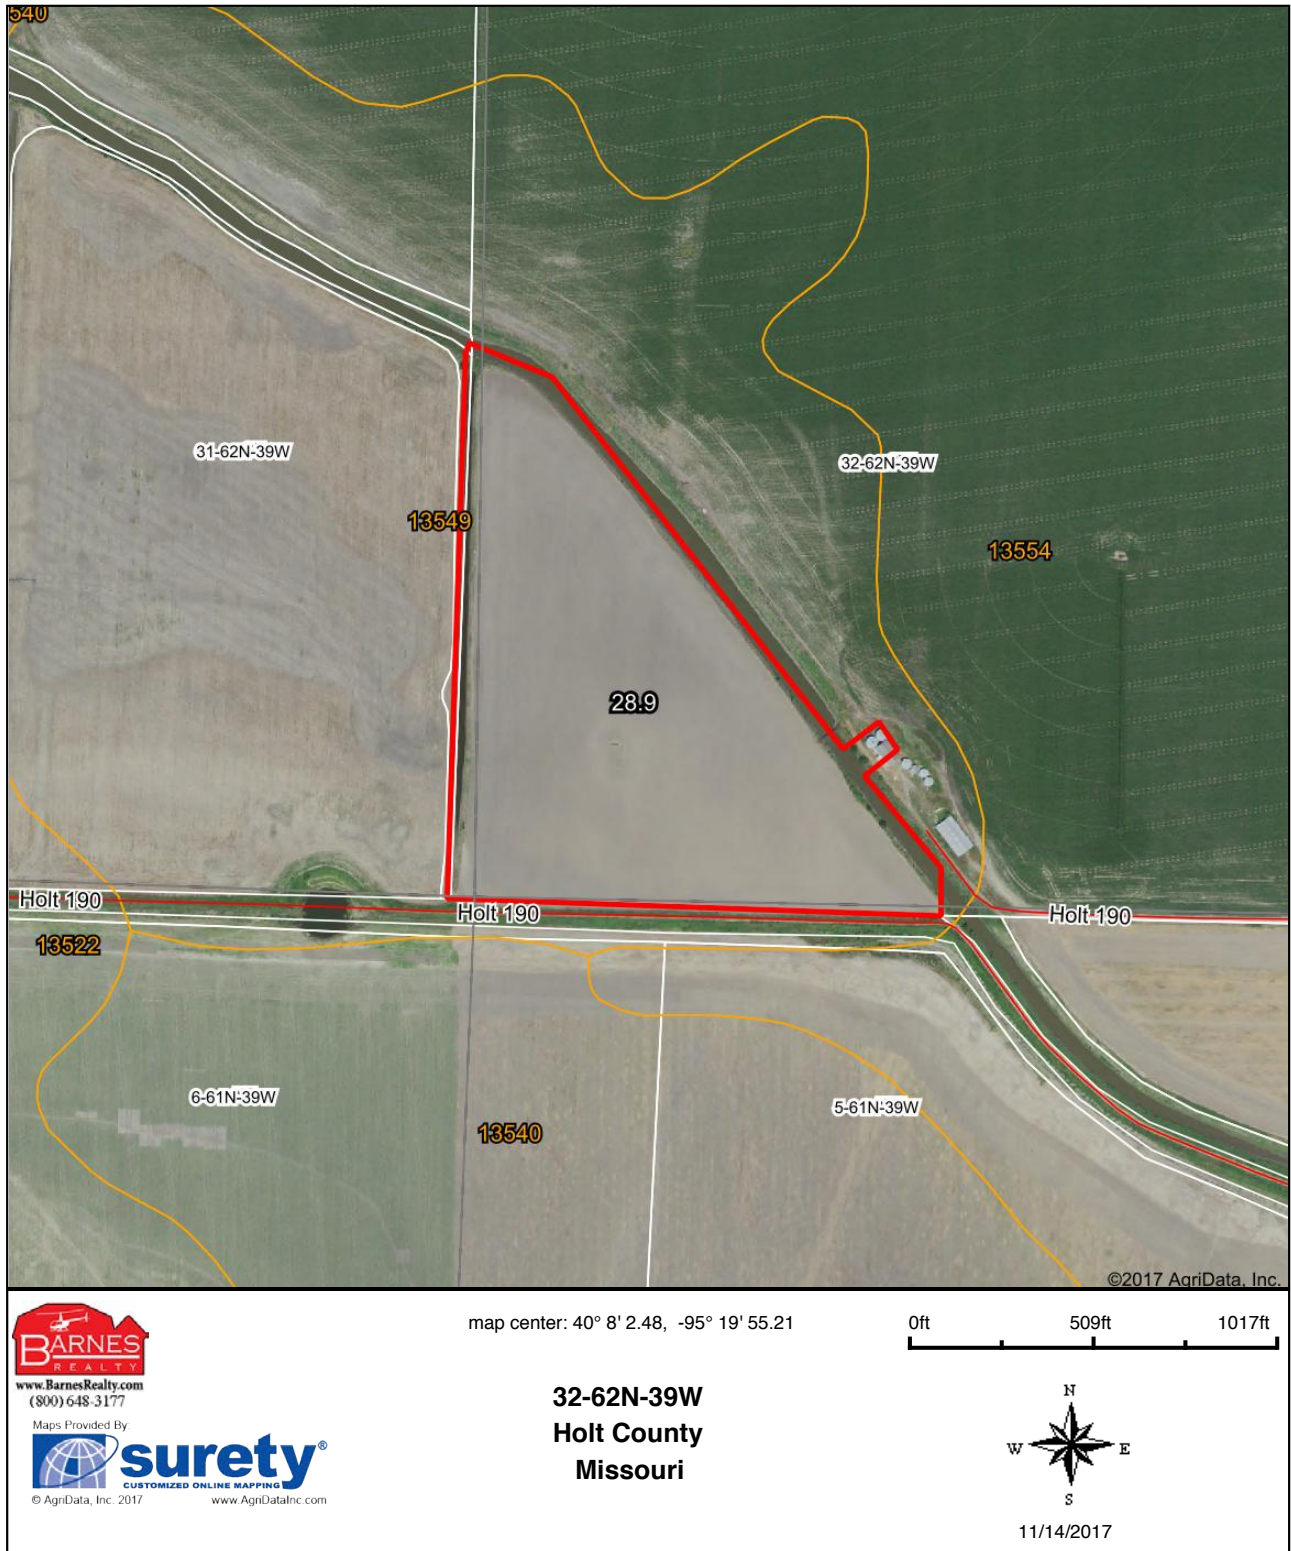 540
31-62N-39W
32-62N-39W
13549
13554
28.9
Holt 190
Holt 190
Holt 190
13522
6-61N-39W
5-61N-39W
13540
©2017 AgriData, Inc.
BARNES
REALTY
www.BarnesRealty.com
(800) 648-3177
Maps Provided By:
surety®
CUSTOMIZED ONLINE MAPPING
© AgriData, Inc. 2017 www.AgriDataInc.com
map center: 40° 8' 2.48, -95° 19' 55.21
32-62N-39W
Holt County
Missouri
0ft 509ft 1017ft
N
W E
S
11/14/2017